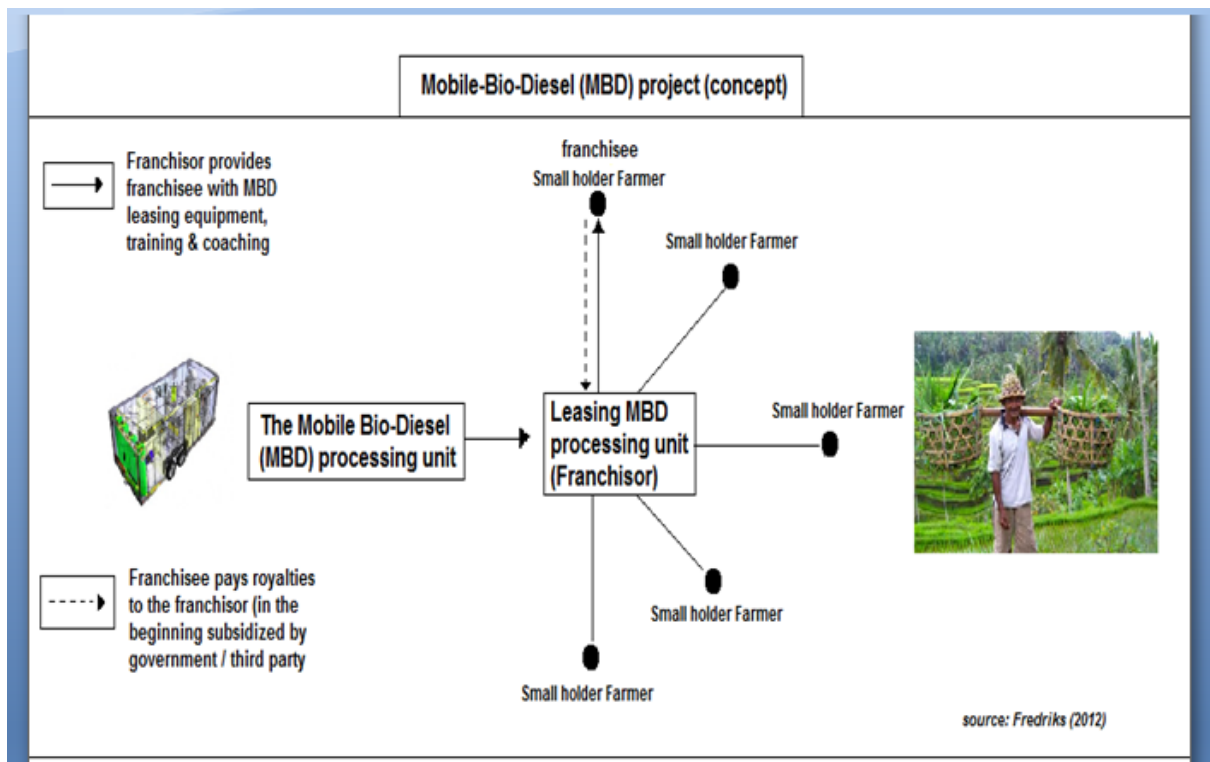 Mobile-Bio-Diesel (MBD) project (concept)
Franchisor provides
franchisee with MBD
leasing equipment,
training & coaching
franchisee
Small holder Farmer
Small holder Farmer
The Mobile Bio-Diesel
(MBD) processing unit
Leasing MBD
processing unit
(Franchisor)
Small holder Farmer
Franchisee pays royalties
to the franchisor (in the
beginning subsidized by
government / third party
Small holder Farmer
Small holder Farmer
source: Fredriks (2012)